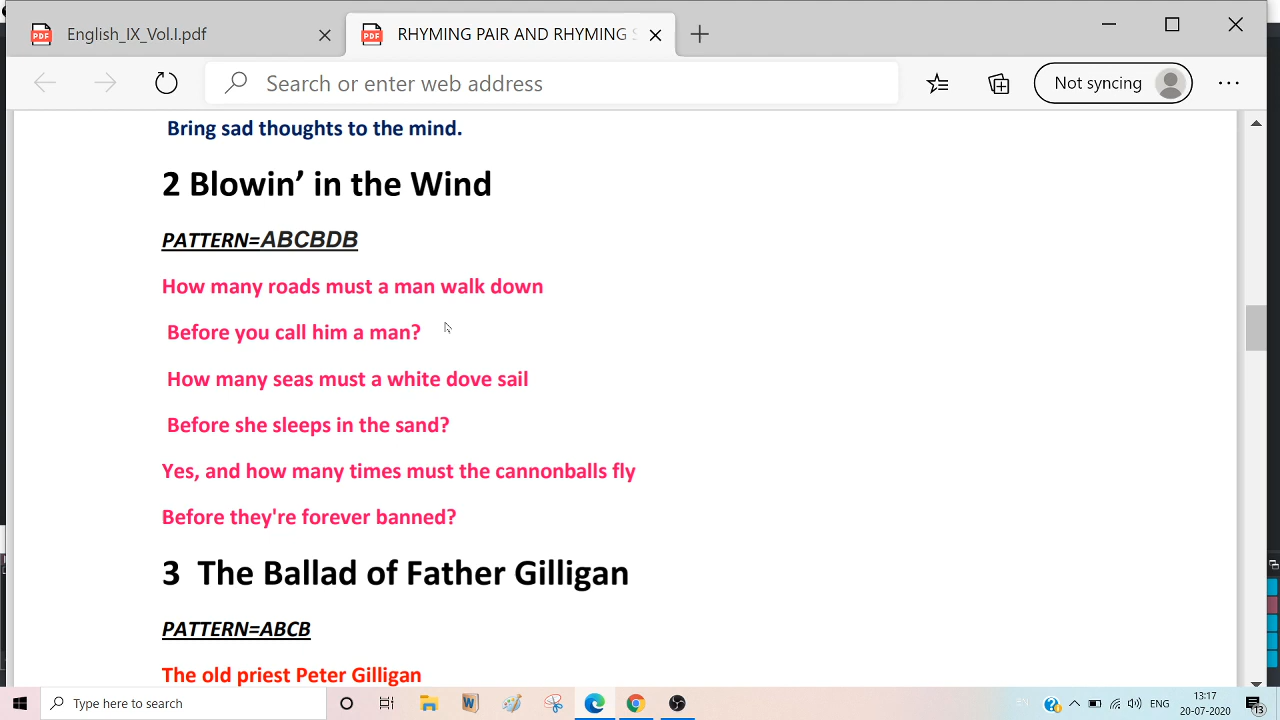 English_IX_Vol.I.pdf
RHYMING PAIR AND RHYMING
Search or enter web address
Not syncing
Bring sad thoughts to the mind.
2 Blowin’ in the Wind
PATTERN=ABCBDB
How many roads must a man walk down
Before you call him a man?
How many seas must a white dove sail
Before she sleeps in the sand?
Yes, and how many times must the cannonballs fly
Before they're forever banned?
3 The Ballad of Father Gilligan
PATTERN=ABCB
The old priest Peter Gilligan
Type here to search
ENG
13:17
20-07-2020
13